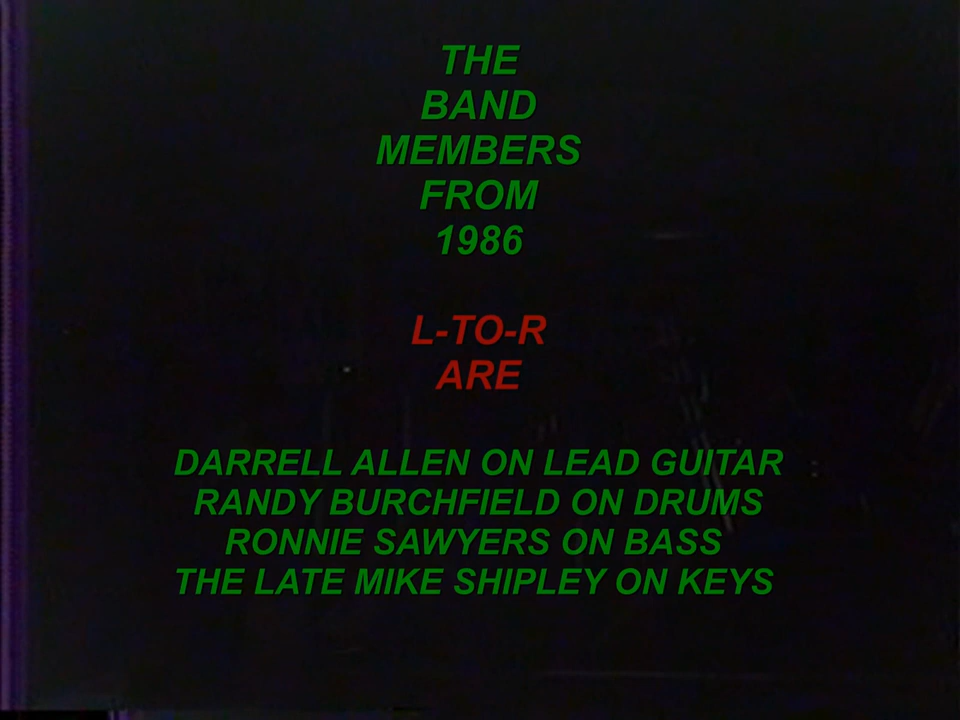 THE
BAND
MEMBERS
FROM
1986
L-TO-R
ARE
DARRELL ALLEN ON LEAD GUITAR
RANDY BURCHFIELD ON DRUMS
RONNIE SAWYERS ON BASS
THE LATE MIKE SHIPLEY ON KEYS